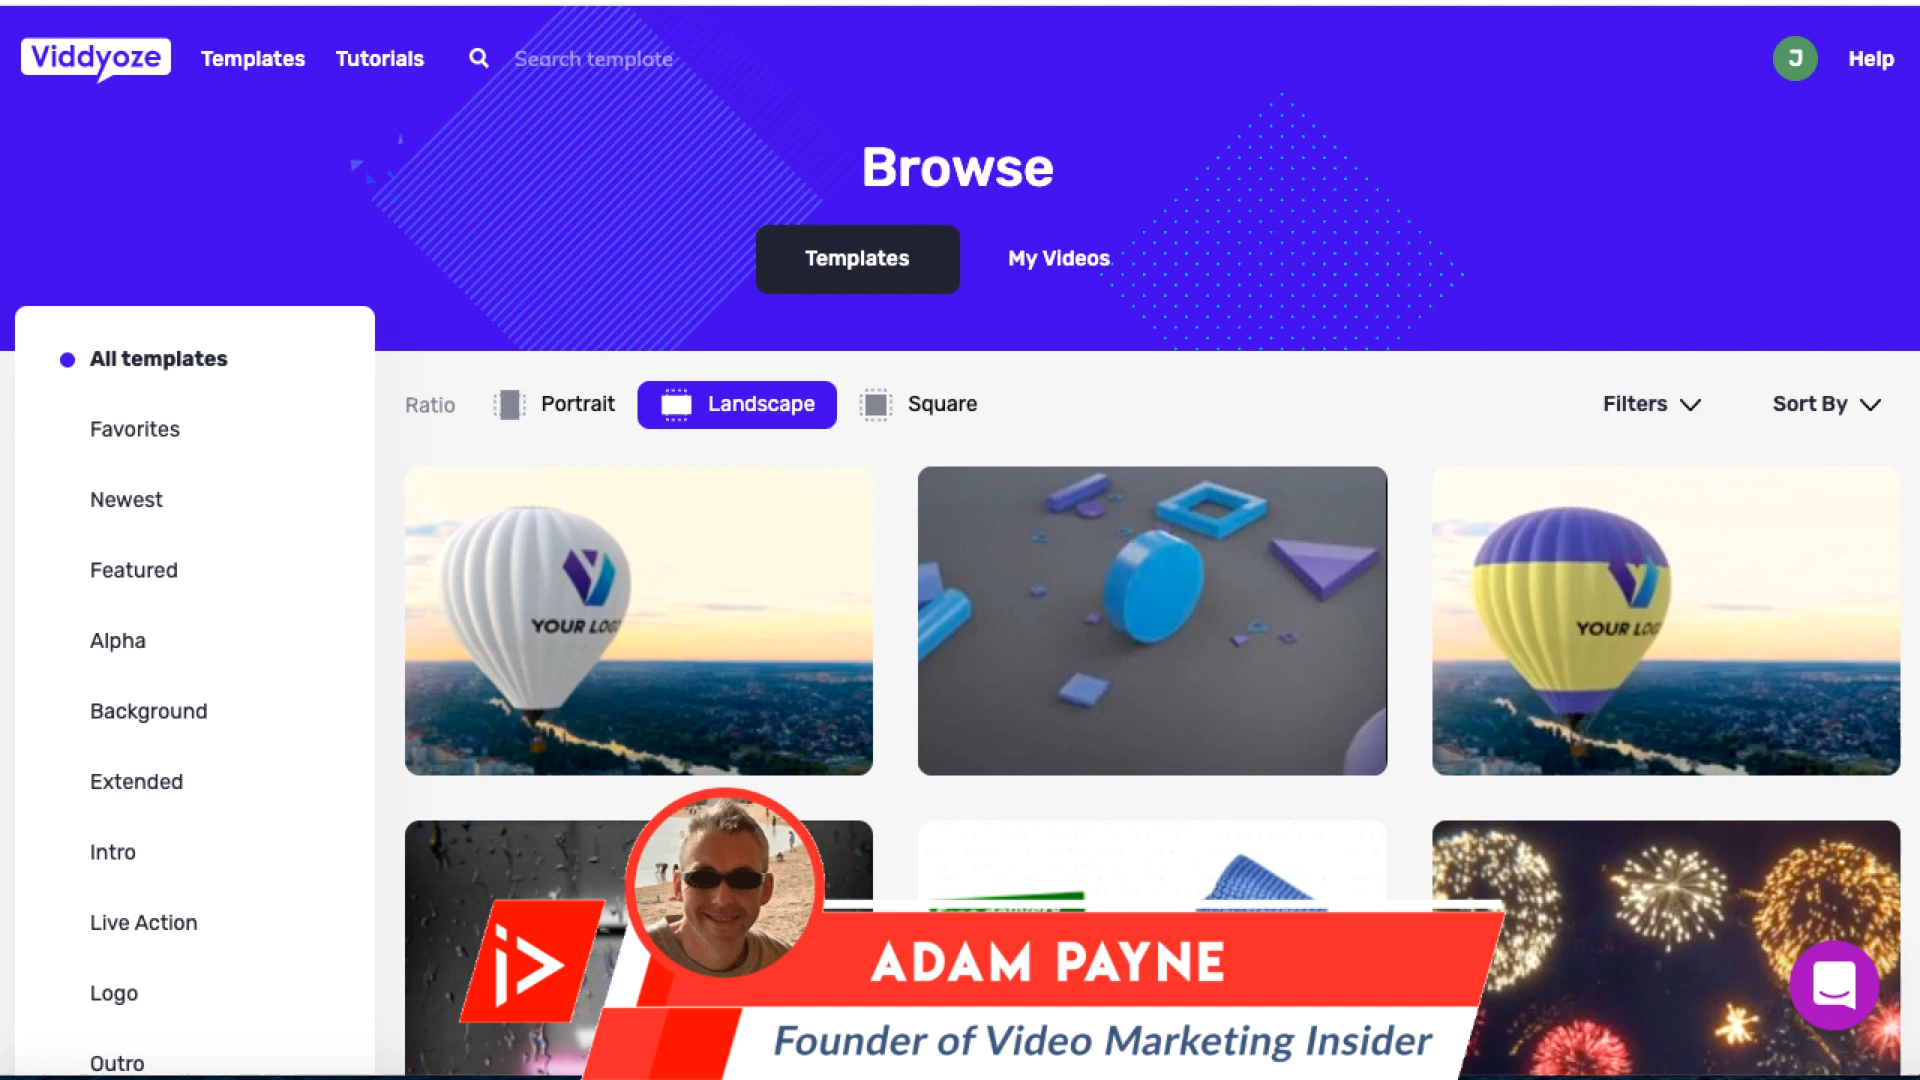 Viddyoze
Templates
Tutorials
Search template
J
Help
Browse
Templates
My Videos
All templates
Favorites
Newest
Featured
Alpha
Background
Extended
Intro
Live Action
Logo
Outro
Ratio
Portrait
Landscape
Square
Filters
Sort By
YOUR
YOUR
ADAM PAYNE
Founder of Video Marketing Insider